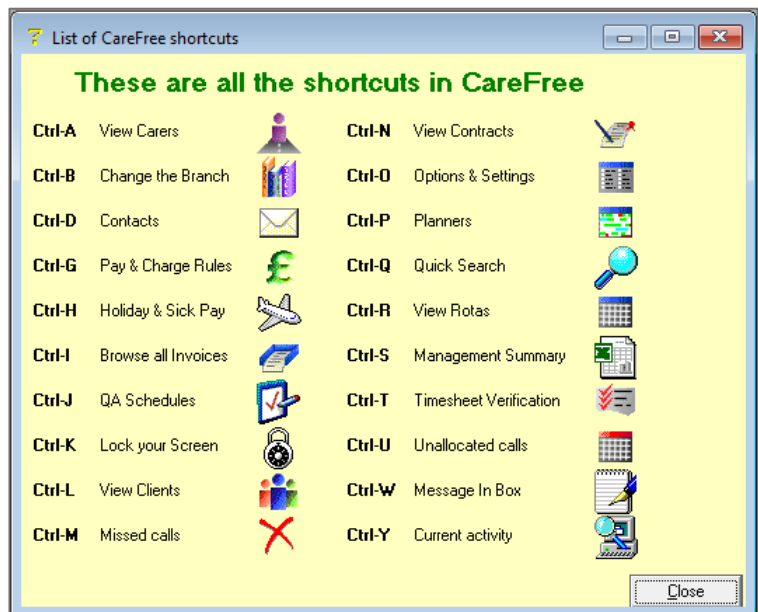 List of CareFree shortcuts
These are all the shortcuts in CareFree
Ctrl-A View Carers Ctrl-N View Contracts
Ctrl-B Change the Branch Ctrl-O Options & Settings
Ctrl-D Contacts Ctrl-P Planners
Ctrl-G Pay & Charge Rules £ Ctrl-Q Quick Search
Ctrl-H Holiday & Sick Pay Ctrl-R View Rotas
Ctrl-I Browse all Invoices Ctrl-S Management Summary
Ctrl-J QA Schedules Ctrl-T Timesheet Verification
Ctrl-K Lock your Screen Ctrl-U Unallocated calls
Ctrl-L View Clients Ctrl-W Message In Box
Ctrl-M Missed calls Ctrl-Y Current activity
Close